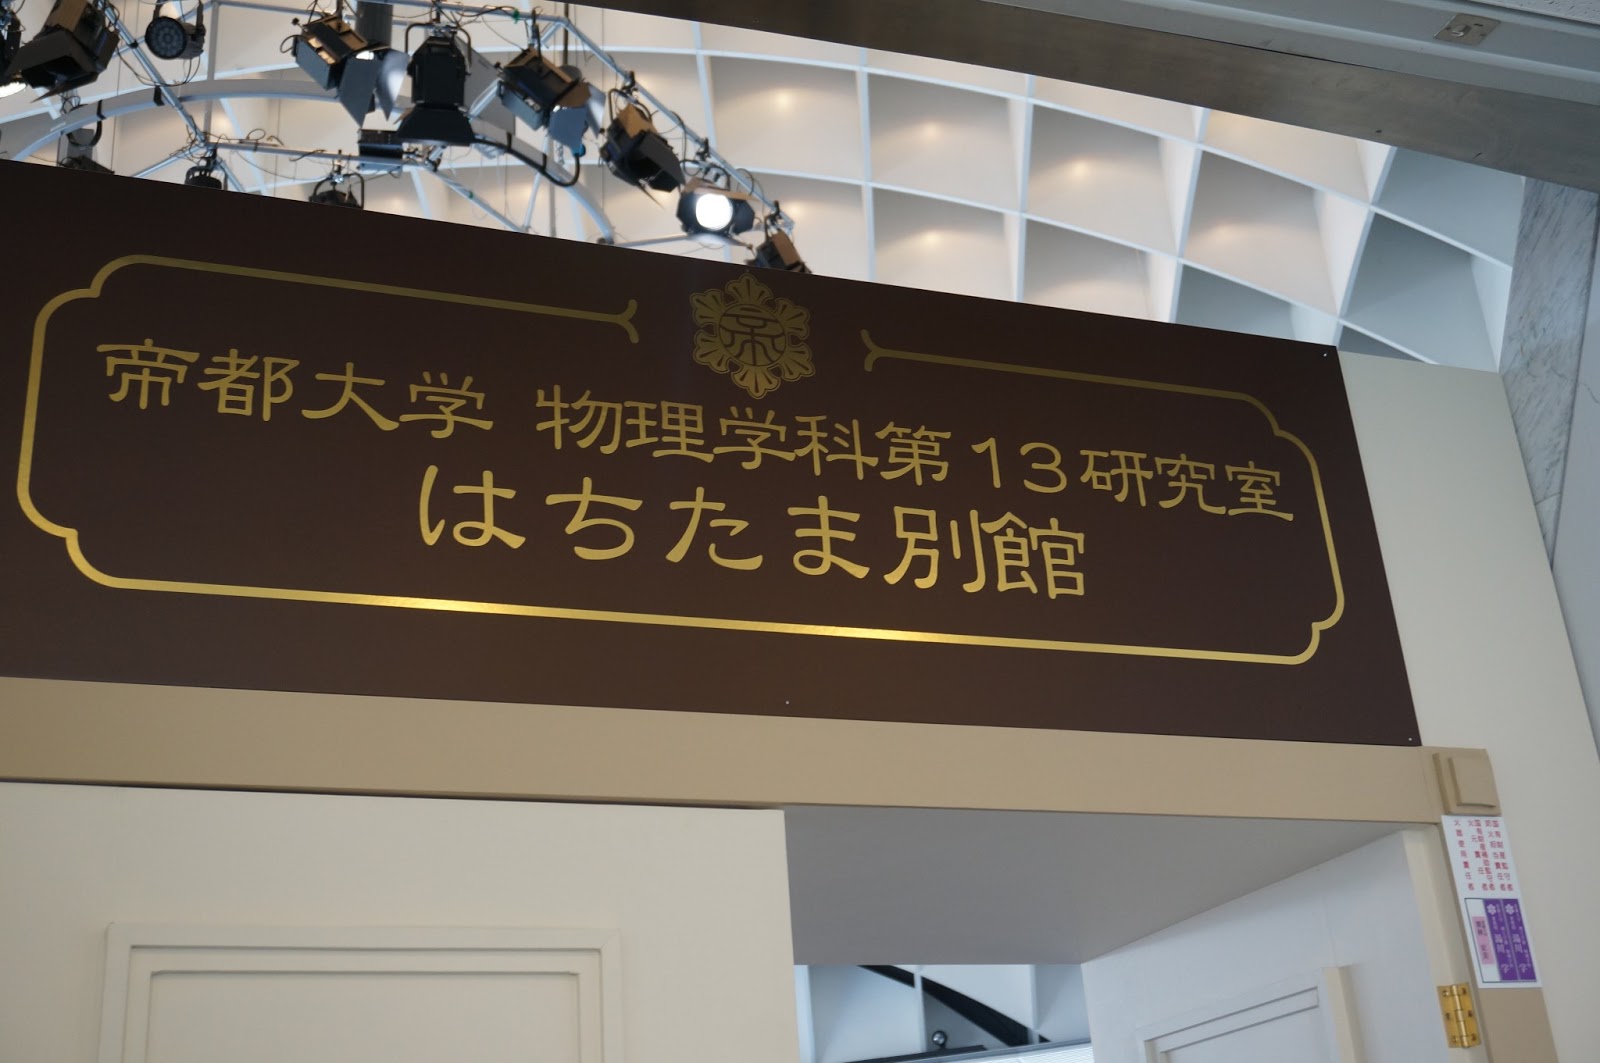 帝
帝都大学 物理学科第13研究室
はちたま別館